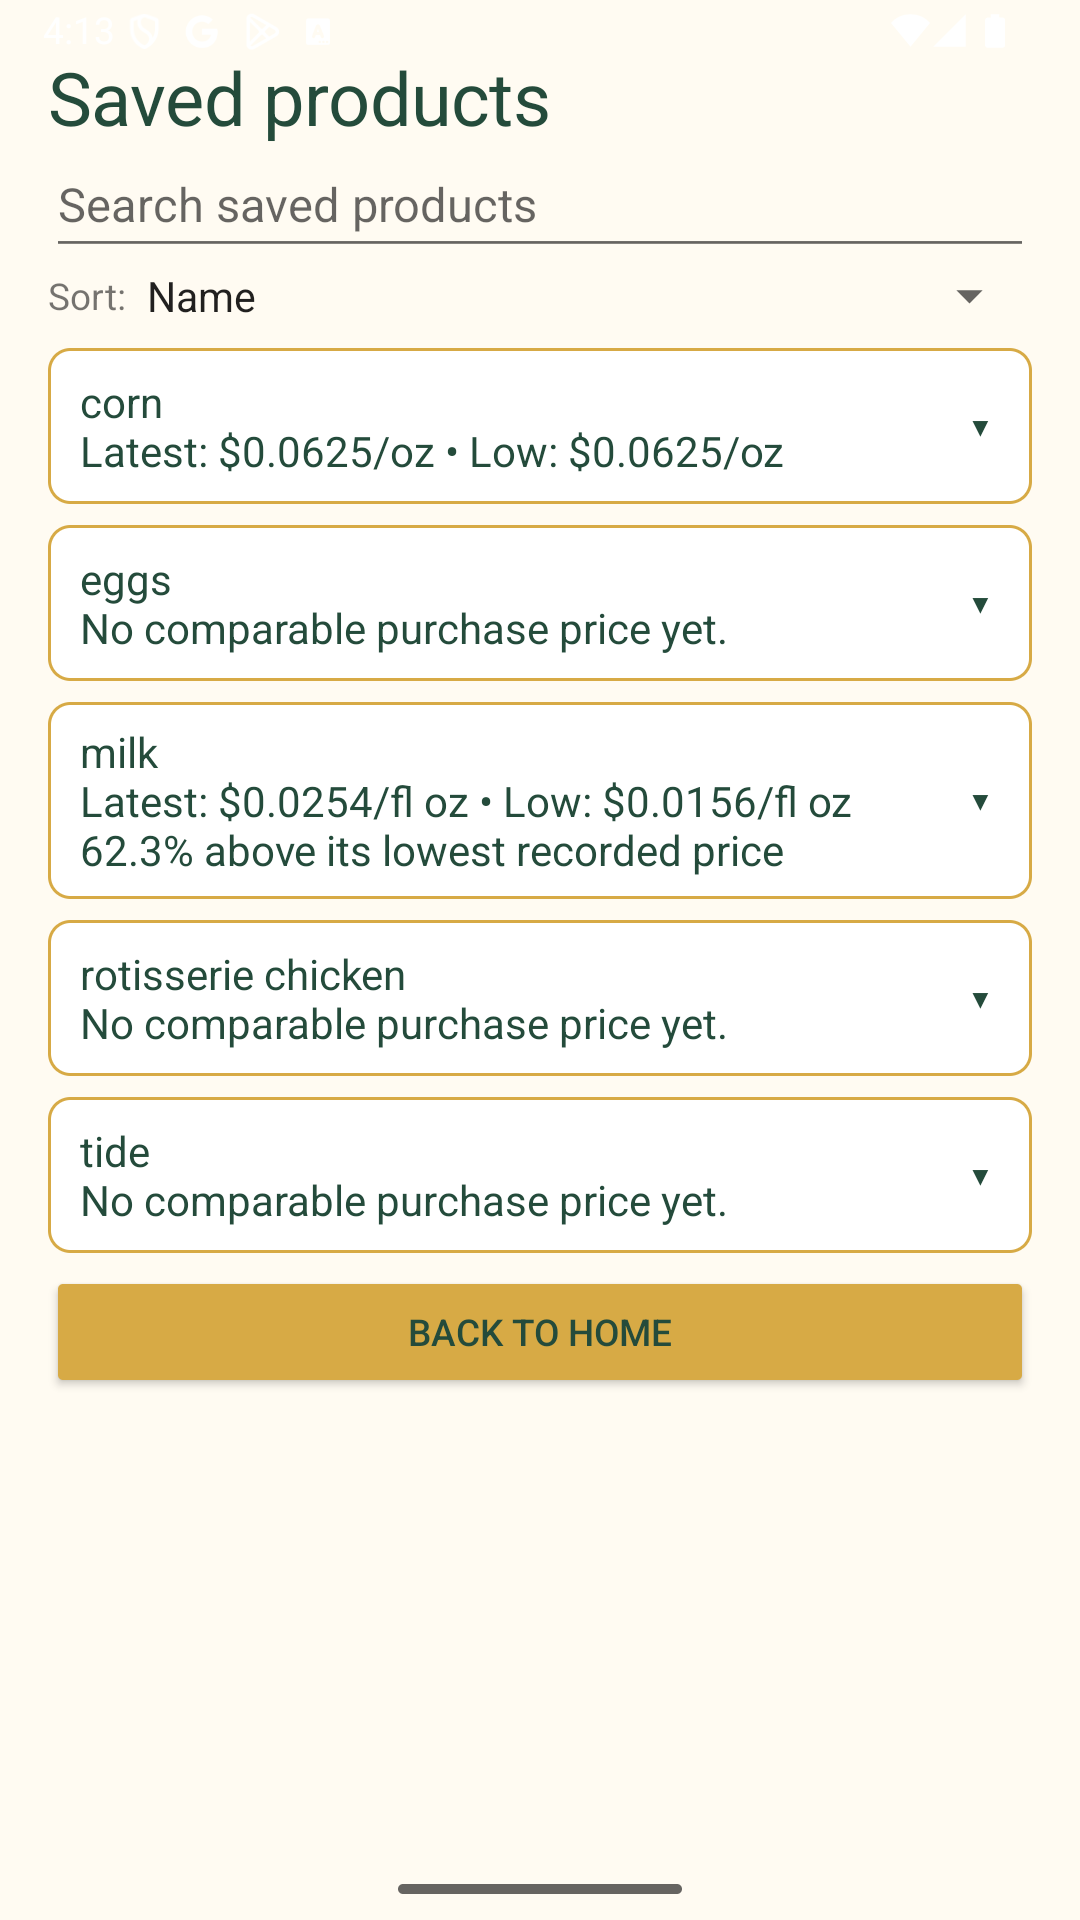 4:13
Saved products
Search saved products
Sort: Name
corn
Latest: $0.0625/oz • Low: $0.0625/oz
▼
eggs
No comparable purchase price yet.
▼
milk
Latest: $0.0254/fl oz • Low: $0.0156/fl oz
62.3% above its lowest recorded price
▼
rotisserie chicken
No comparable purchase price yet.
▼
tide
No comparable purchase price yet.
▼
BACK TO HOME